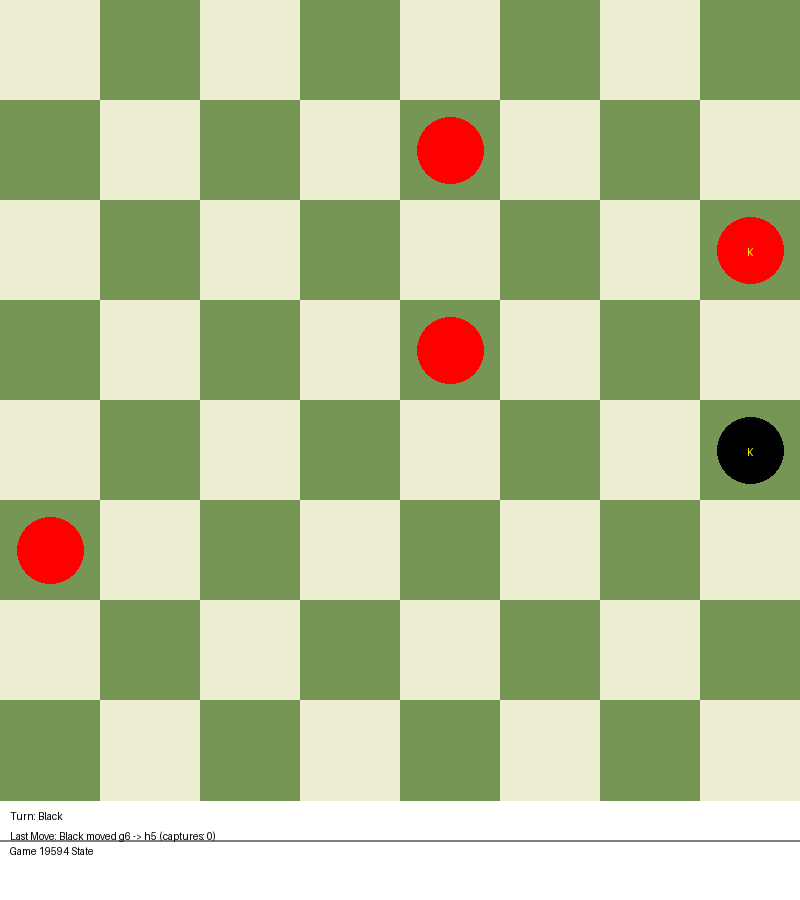 K
K
Turn: Black
Last Move: Black moved g6 -> h5 (captures: 0)
Game 19594 State